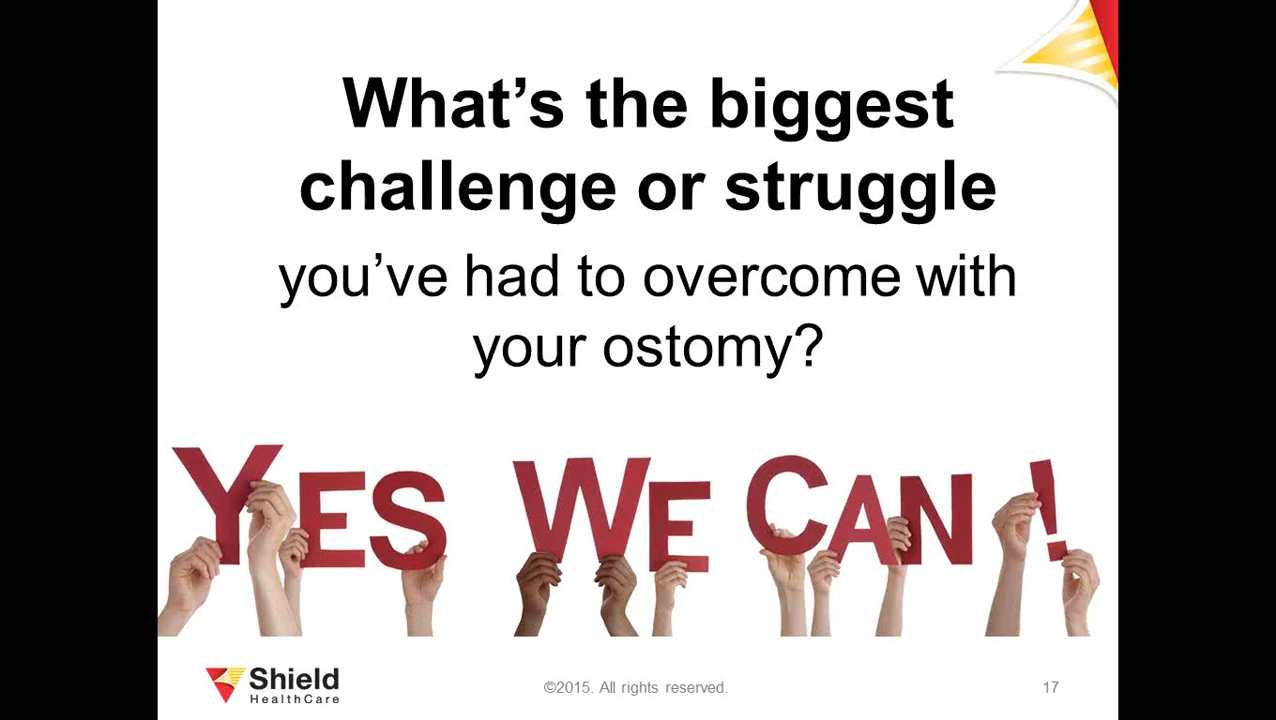 What’s the biggest
challenge or struggle
you’ve had to overcome with
your ostomy?
YES WE CAN!
Shield
HealthCare
©2015. All rights reserved.
17